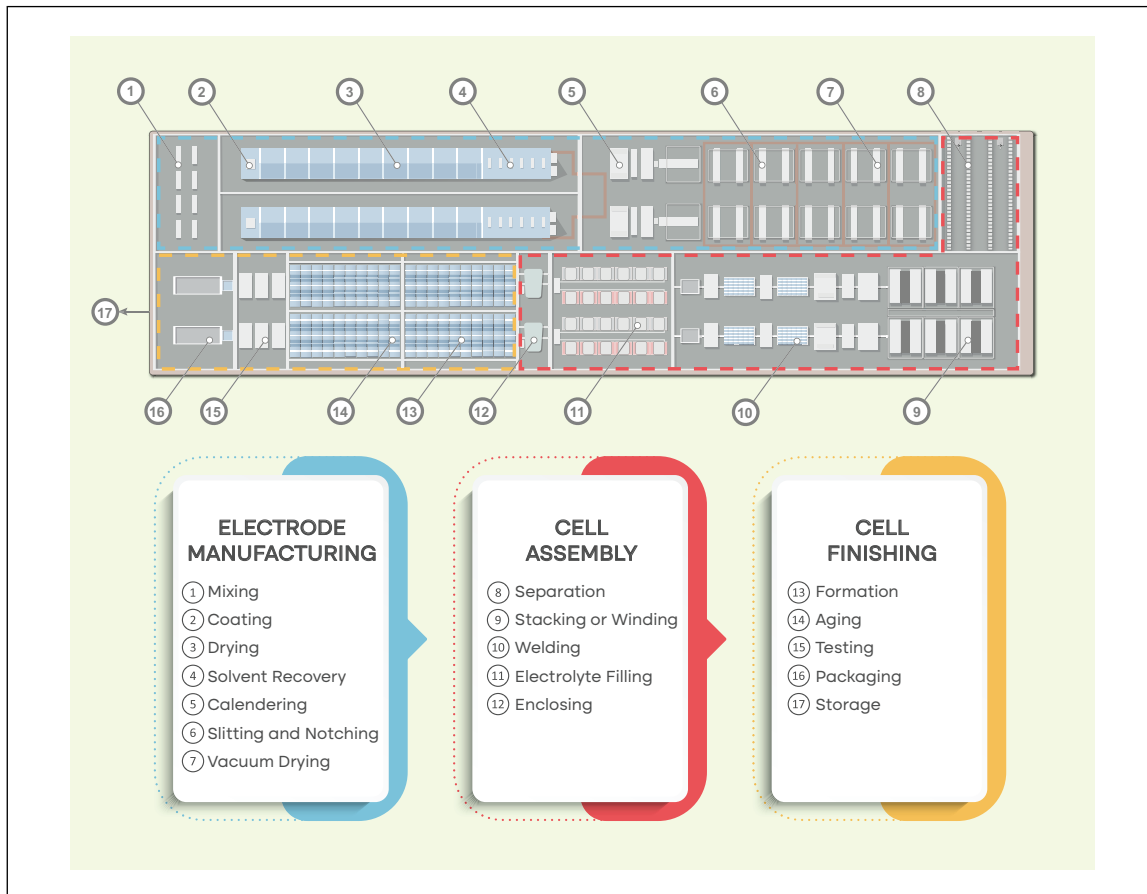 1 2 3 4 5 6 7 8
17
16 15 14 13 12 11 10 9
ELECTRODE
MANUFACTURING
1 Mixing
2 Coating
3 Drying
4 Solvent Recovery
5 Calendering
6 Slitting and Notching
7 Vacuum Drying
CELL
ASSEMBLY
8 Separation
9 Stacking or Winding
10 Welding
11 Electrolyte Filling
12 Enclosing
CELL
FINISHING
13 Formation
14 Aging
15 Testing
16 Packaging
17 Storage